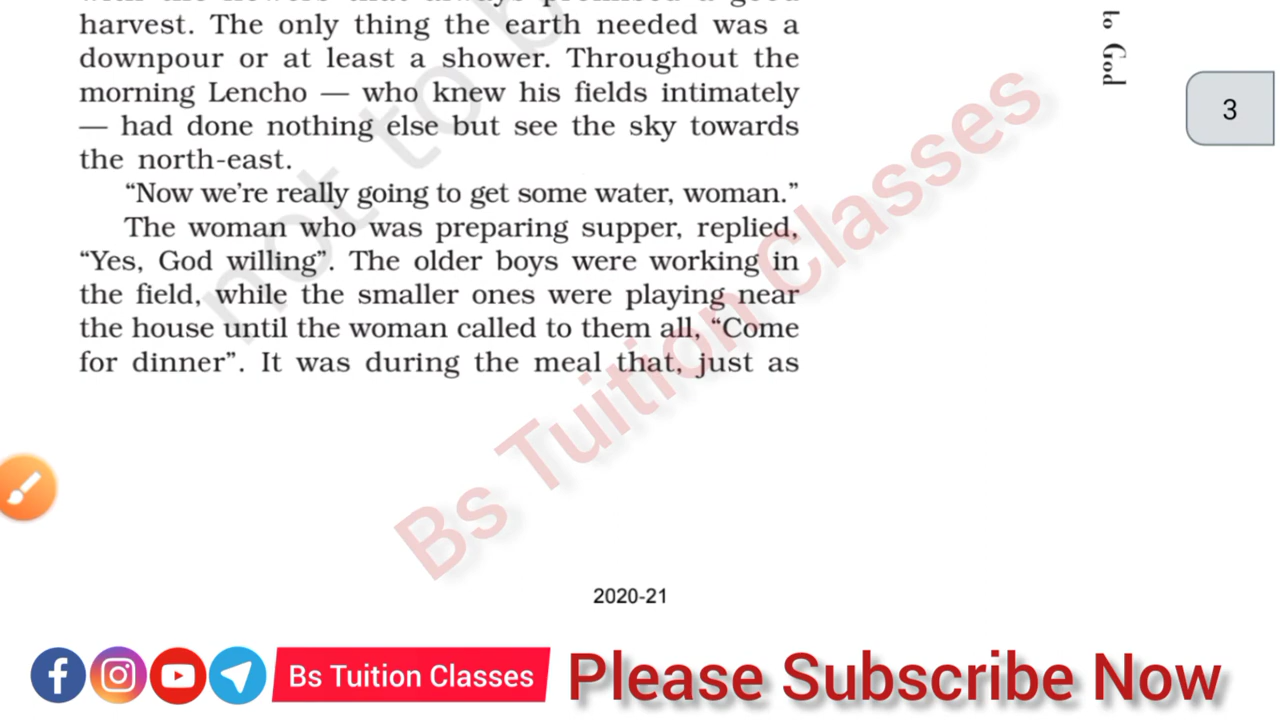 harvest. The only thing the earth needed was a
downpour or at least a shower. Throughout the
morning Lencho — who knew his fields intimately
— had done nothing else but see the sky towards
the north-east.
“Now we’re really going to get some water, woman.”
The woman who was preparing supper, replied,
“Yes, God willing”. The older boys were working in
the field, while the smaller ones were playing near
the house until the woman called to them all, “Come
for dinner”. It was during the meal that, just as
to God
3
not to b
Bs Tuition Classes
2020-21
Bs Tuition Classes
Please Subscribe Now